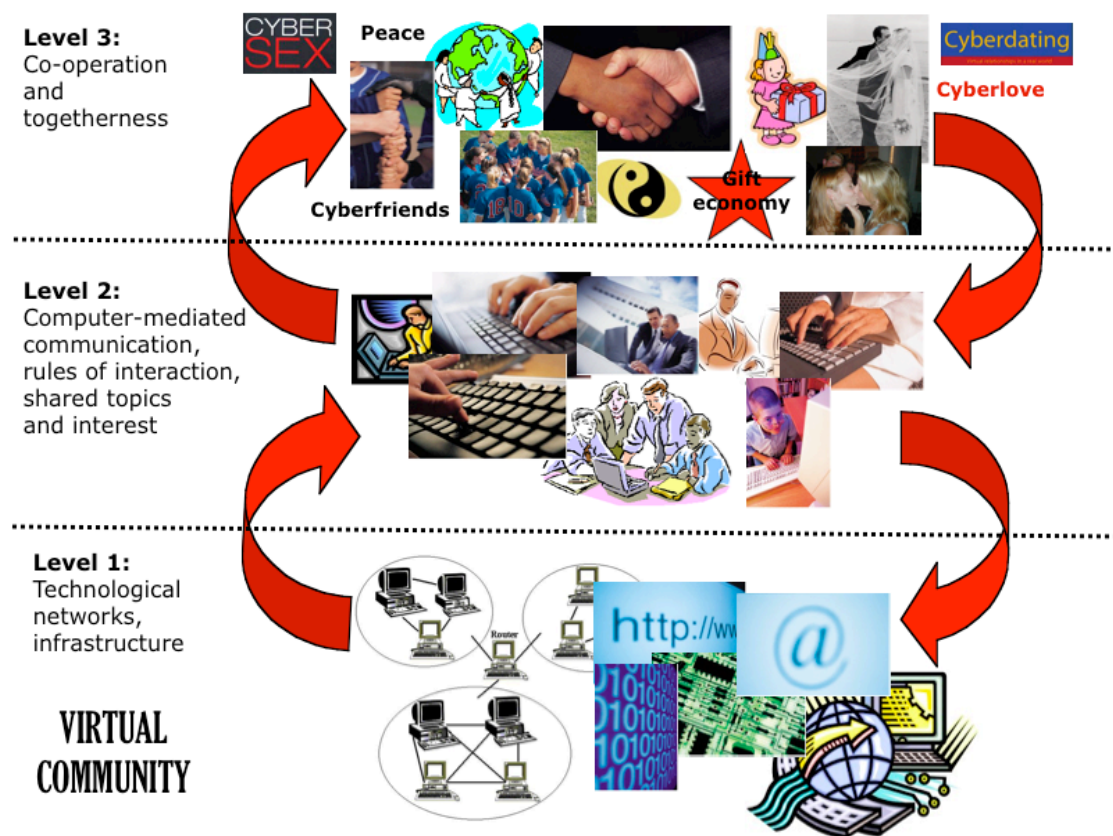 Level 3:
Co-operation
and
togetherness
CYBER
SEX
Peace
Cyberdating
Cyberlove
Cyberfriends
Gift
economy
Level 2:
Computer-mediated
communication,
rules of interaction,
shared topics
and interest
Level 1:
Technological
networks,
infrastructure
Router
http://ww
@
VIRTUAL
COMMUNITY